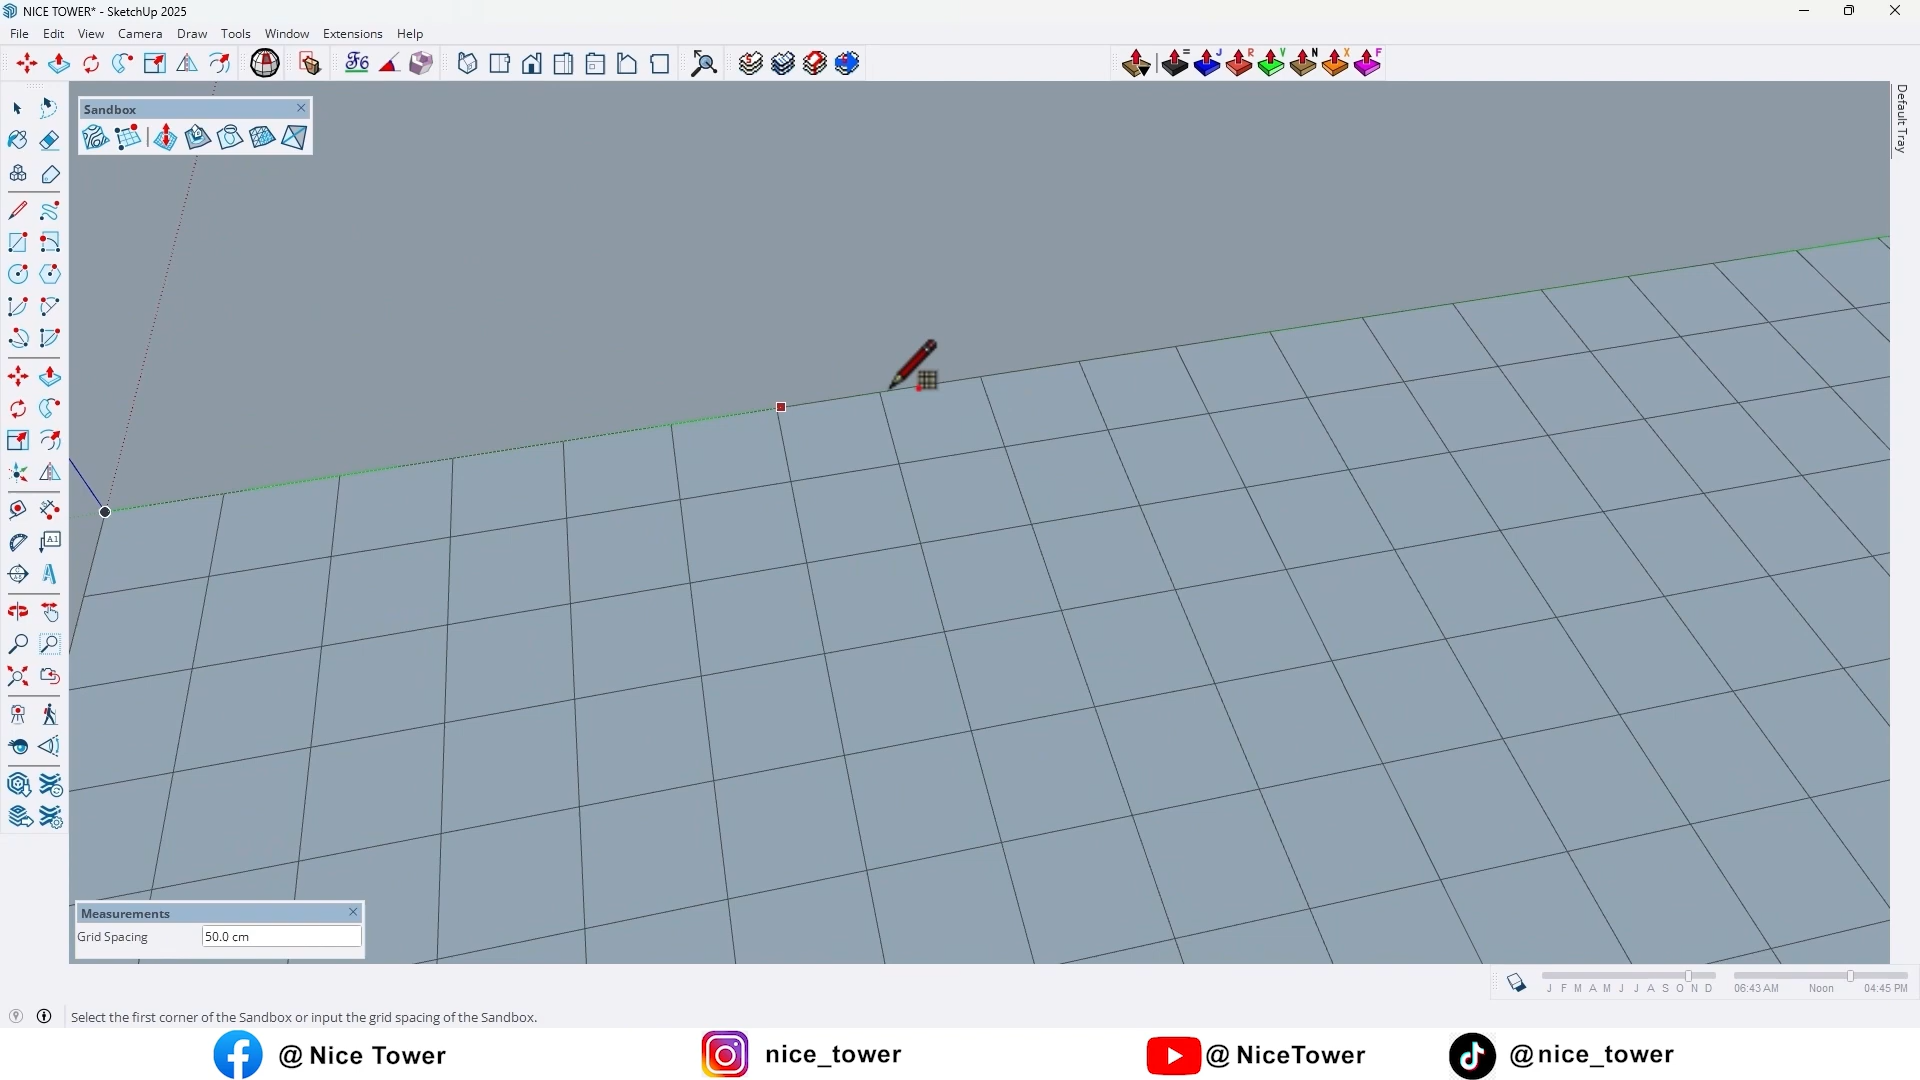 NICE TOWER* - SketchUp 2025
File Edit View Camera Draw Tools Window Extensions Help
F6
= J R V N X F
Sandbox
Default Tray
A1
A
Measurements
Grid Spacing 50.0 cm
J F M A M J J A S O N D 06:43 AM Noon 04:45 PM
Select the first corner of the Sandbox or input the grid spacing of the Sandbox.
@ Nice Tower nice_tower @ NiceTower @nice_tower